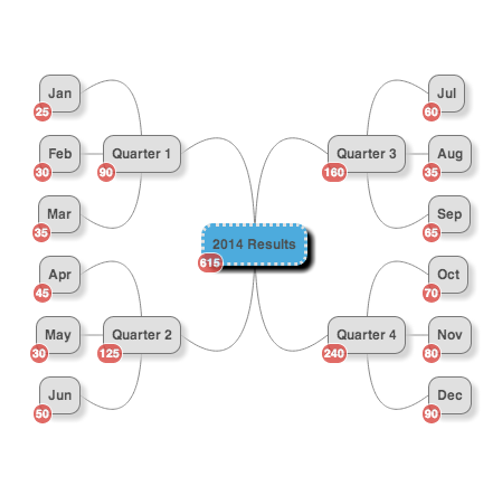 Jan
25
Feb
30
Mar
35
Quarter 1
90
Apr
45
May
30
Jun
50
Quarter 2
125
2014 Results
615
Jul
60
Aug
35
Sep
65
Quarter 3
160
Oct
70
Nov
80
Dec
90
Quarter 4
240